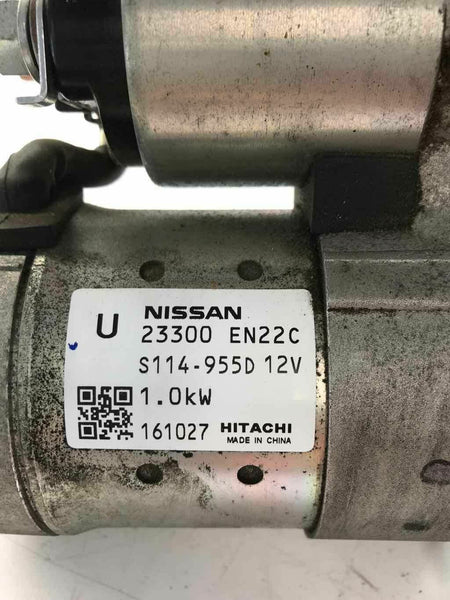 NISSAN
U 23300 EN22C
S114-955D 12V
1.0kW
161027 HITACHI
MADE IN CHINA